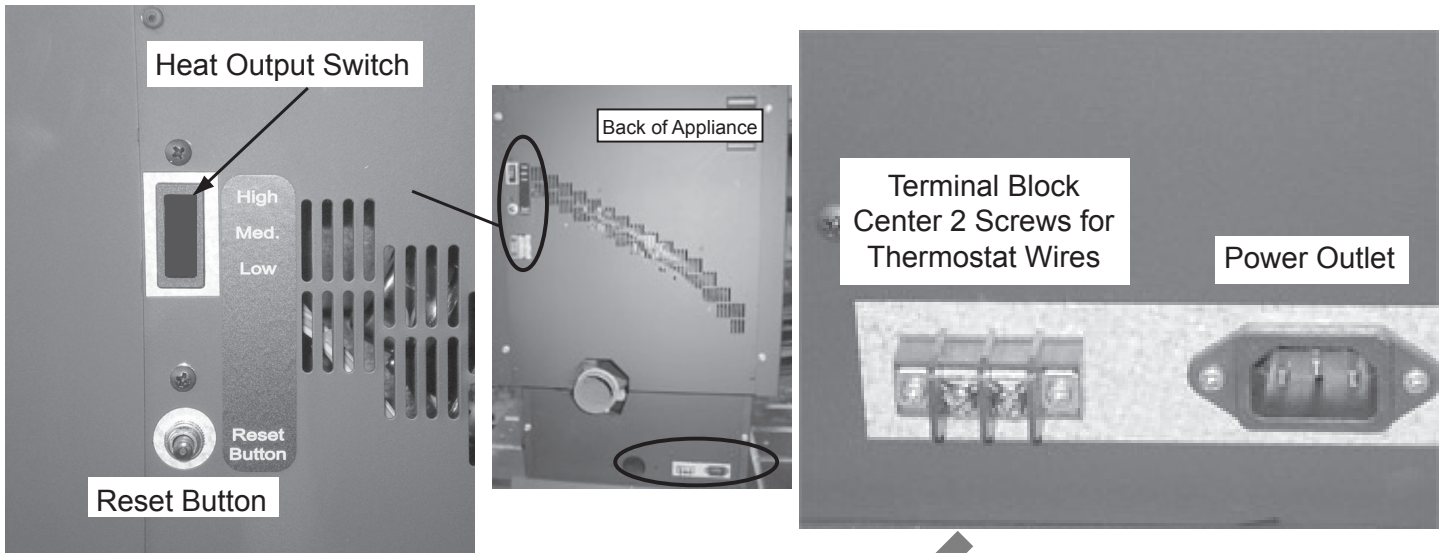 Heat Output Switch
High
Med.
Low
Reset
Button
Reset Button
Back of Appliance
Terminal Block
Center 2 Screws for
Thermostat Wires
Power Outlet